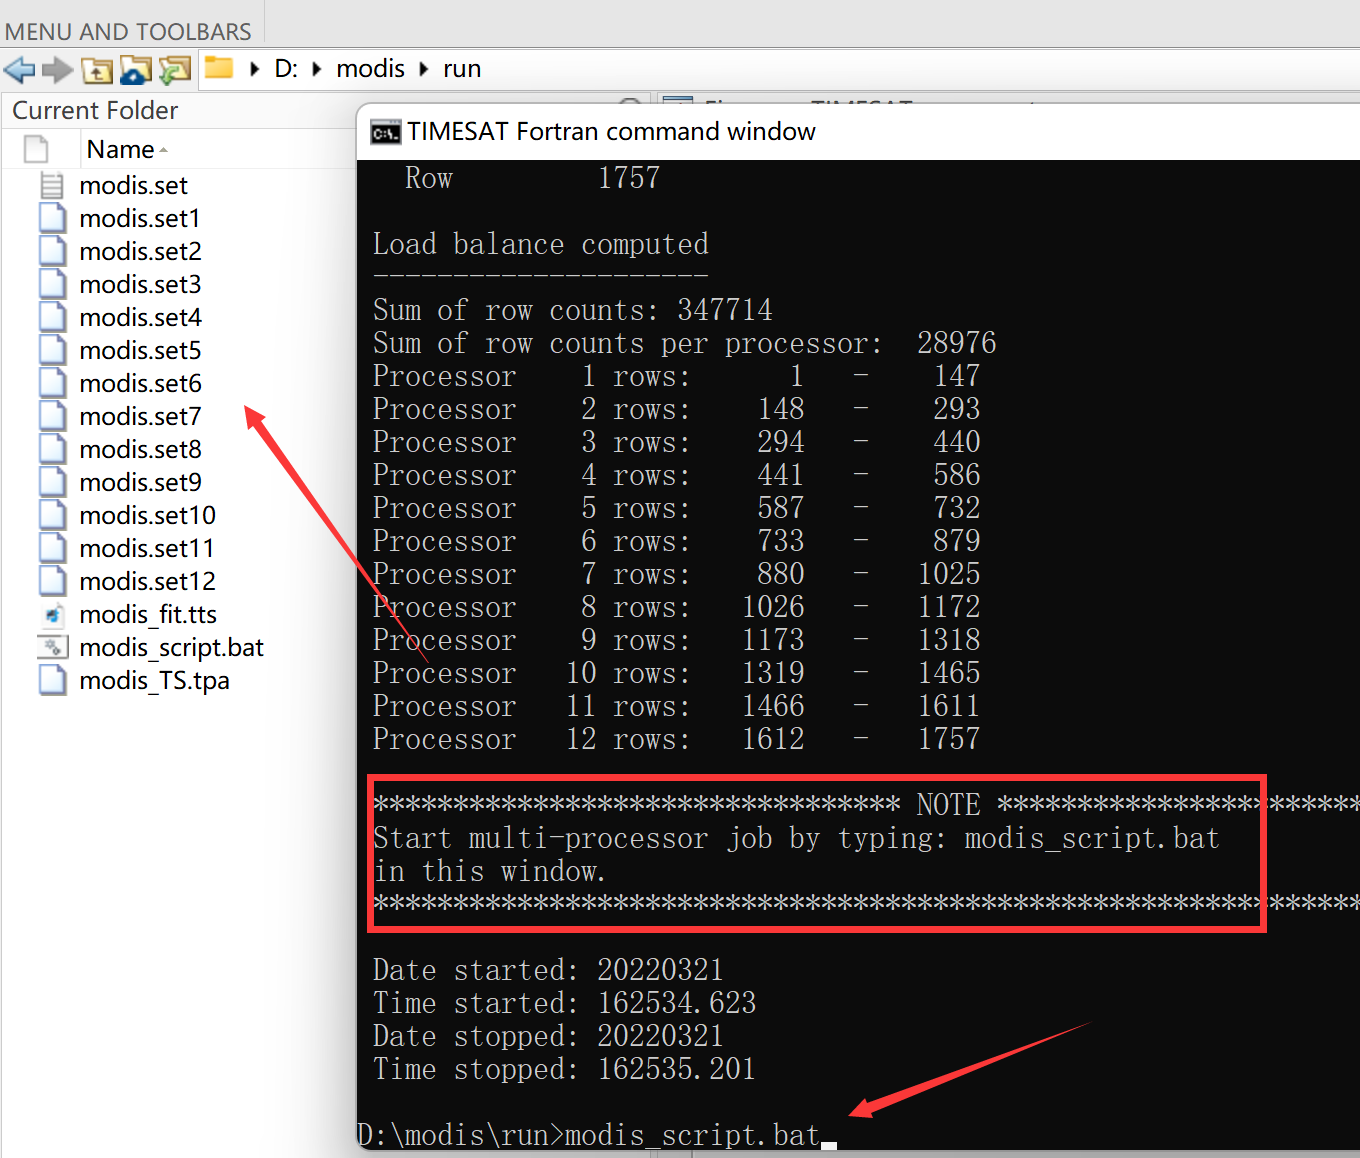 MENU AND TOOLBARS
D: modis run
Current Folder
Name
modis.set
modis.set1
modis.set2
modis.set3
modis.set4
modis.set5
modis.set6
modis.set7
modis.set8
modis.set9
modis.set10
modis.set11
modis.set12
modis_fit.tts
modis_script.bat
modis_TS.tpa
TIMESAT Fortran command window
Row 1757
Load balance computed
---------------------
Sum of row counts: 347714
Sum of row counts per processor: 28976
Processor 1 rows: 1 - 147
Processor 2 rows: 148 - 293
Processor 3 rows: 294 - 440
Processor 4 rows: 441 - 586
Processor 5 rows: 587 - 732
Processor 6 rows: 733 - 879
Processor 7 rows: 880 - 1025
Processor 8 rows: 1026 - 1172
Processor 9 rows: 1173 - 1318
Processor 10 rows: 1319 - 1465
Processor 11 rows: 1466 - 1611
Processor 12 rows: 1612 - 1757
********************************* NOTE ***********************
Start multi-processor job by typing: modis_script.bat
in this window.
**************************************************************
Date started: 20220321
Time started: 162534.623
Date stopped: 20220321
Time stopped: 162535.201
D:\modis\run>modis_script.bat